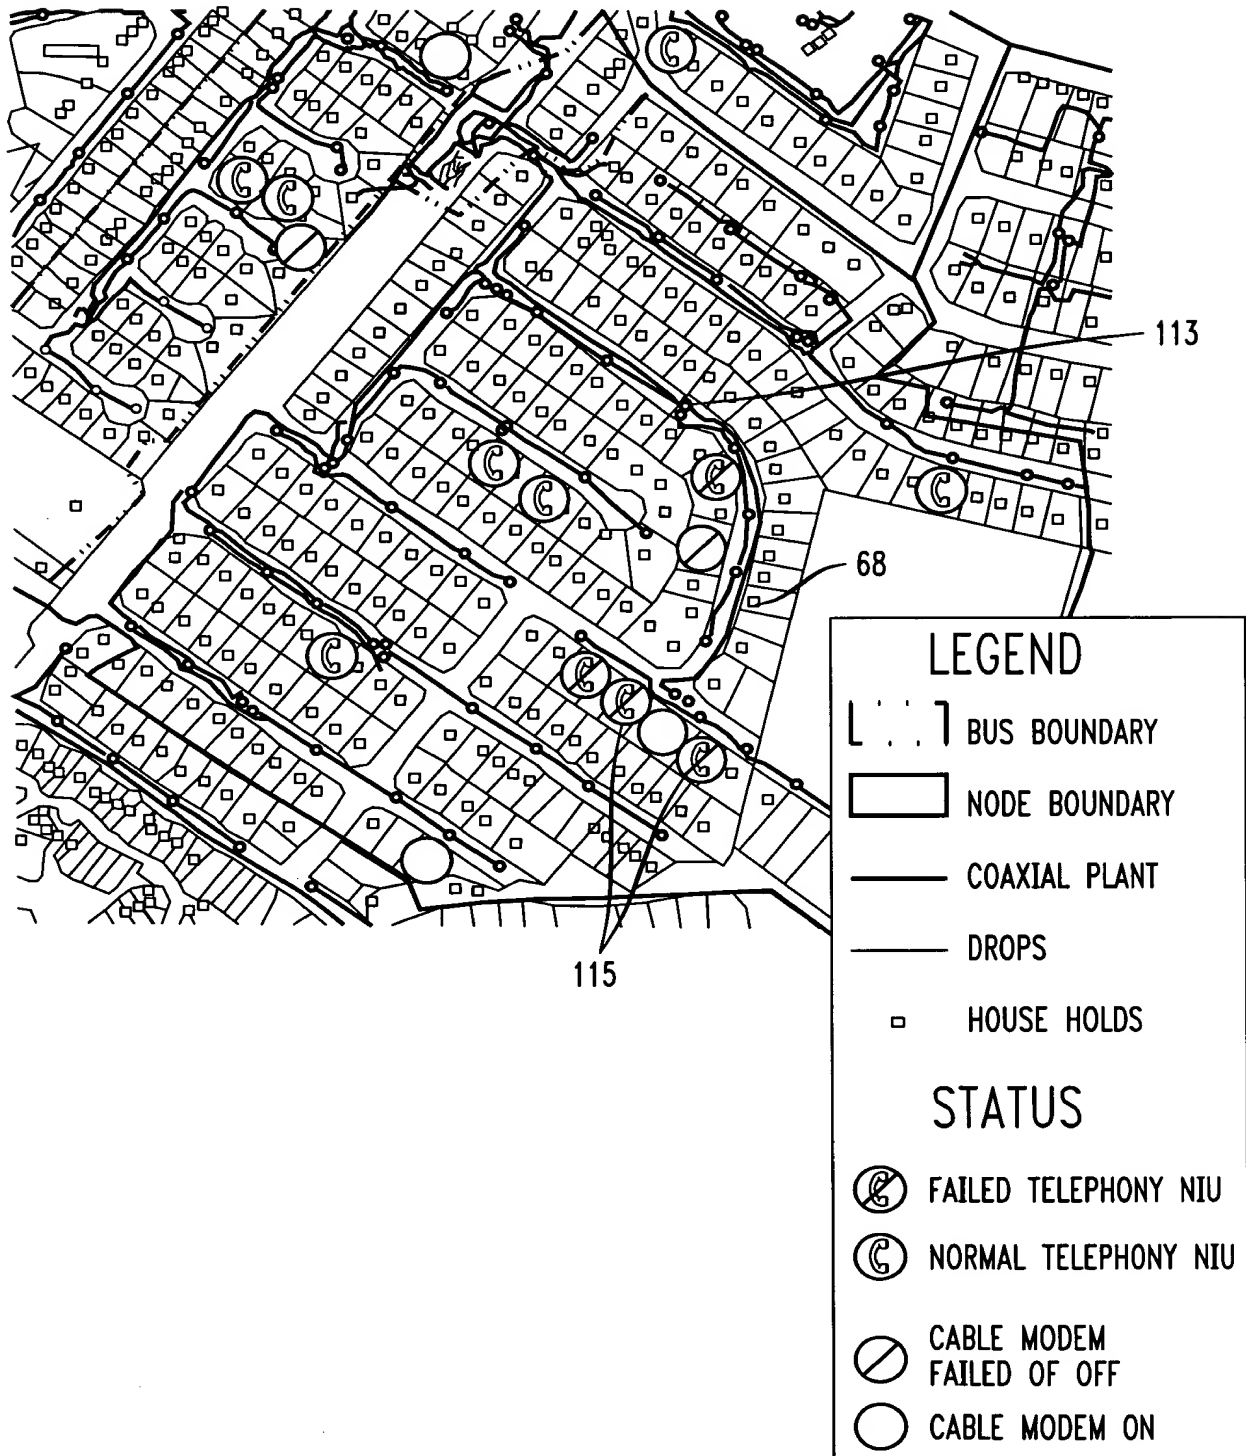 113
68
115
LEGEND
BUS BOUNDARY
NODE BOUNDARY
COAXIAL PLANT
DROPS
HOUSE HOLDS
STATUS
FAILED TELEPHONY NIU
NORMAL TELEPHONY NIU
CABLE MODEM
FAILED OF OFF
CABLE MODEM ON